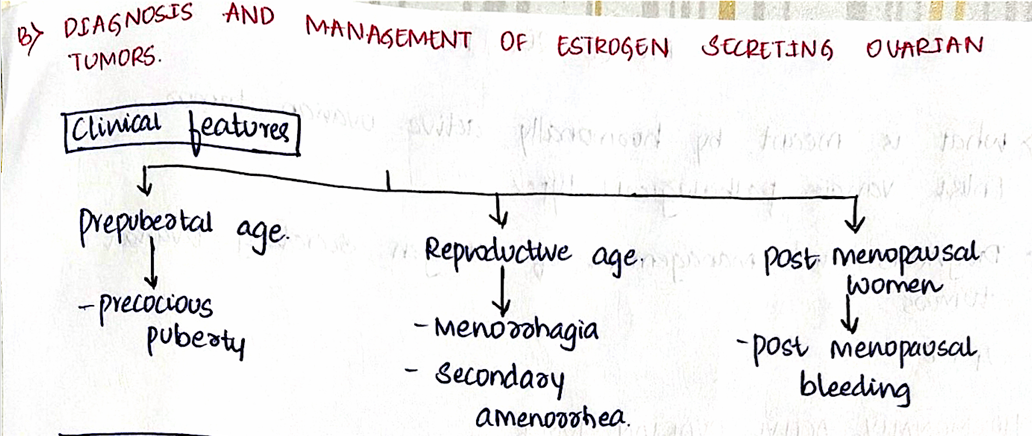 B) DIAGNOSIS AND MANAGEMENT OF ESTROGEN SECRETING OVARIAN
TUMORS.
Clinical features
Prepubertal age.
- precocious
puberty
Reproductive age.
- Menorrhagia
- Secondary
amenorrhea.
post menopausal
women
- post menopausal
bleeding